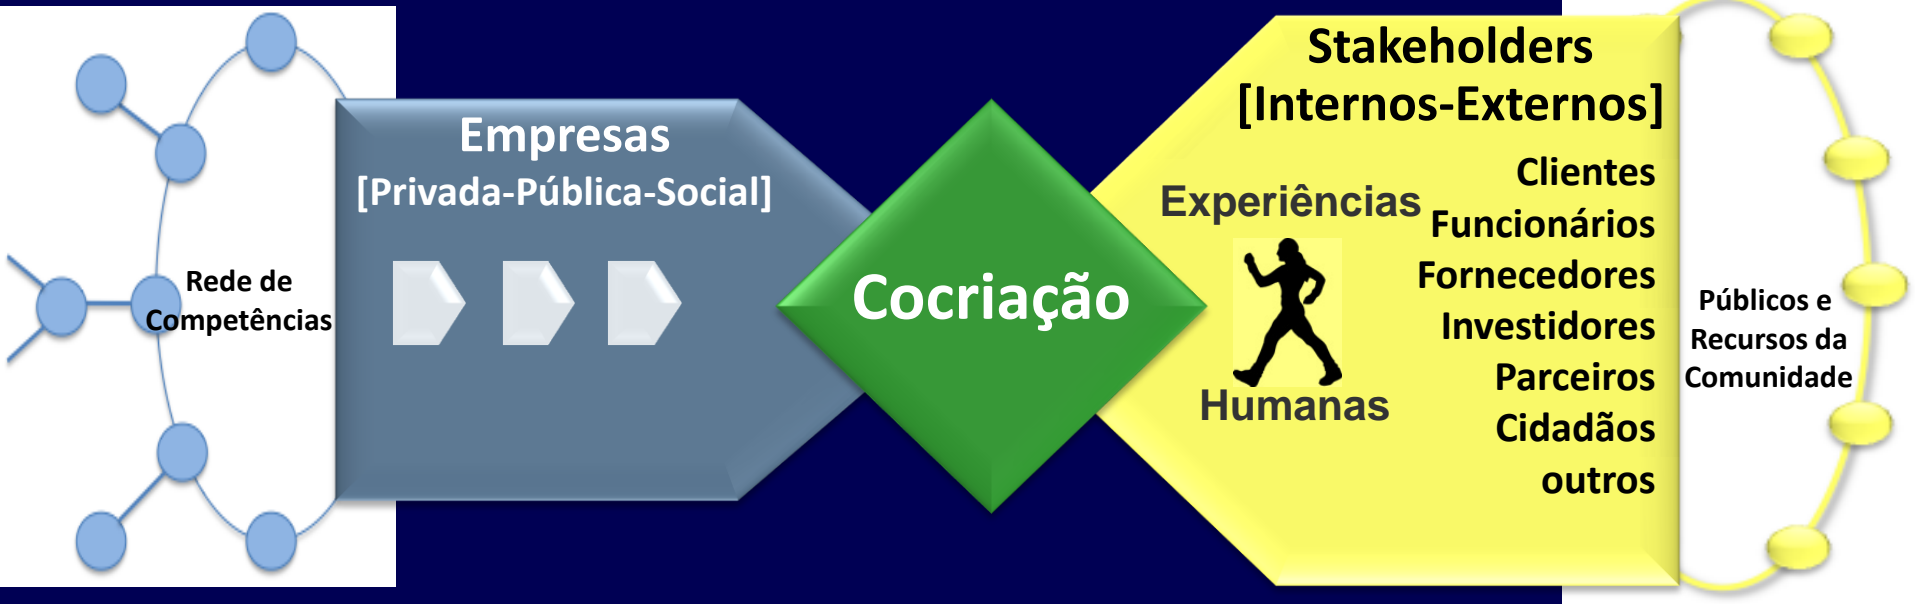 Rede de
Competências
Empresas
[Privada-Pública-Social]
Cocriação
Stakeholders
[Internos-Externos]
Experiências
Humanas
Clientes
Funcionários
Fornecedores
Investidores
Parceiros
Cidadãos
outros
Públicos e
Recursos da
Comunidade